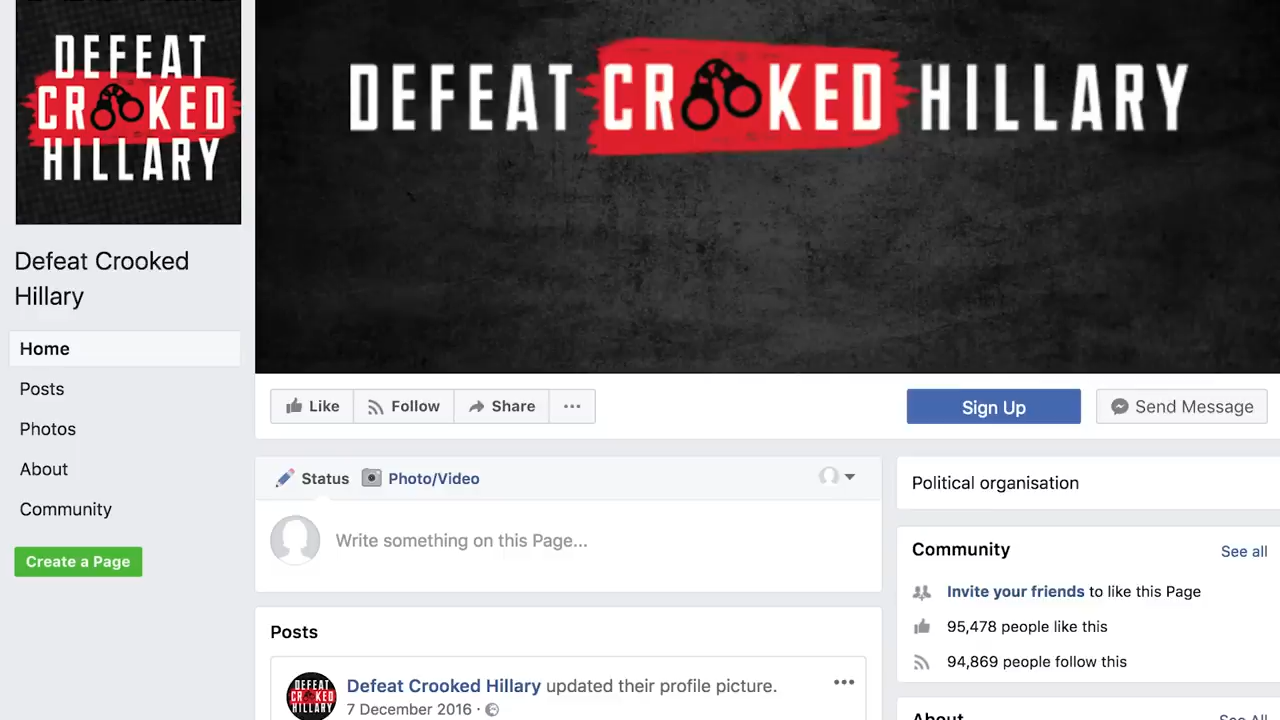 DEFEAT
CROOKED
HILLARY
DEFEAT CROOKED HILLARY
Defeat Crooked
Hillary
Home
Posts
Photos
About
Community
Create a Page
Like
Follow
Share
Sign Up
Send Message
Status
Photo/Video
Write something on this Page...
Posts
DEFEAT
CROOKED
HILLARY
Defeat Crooked Hillary updated their profile picture.
7 December 2016 ·
Political organisation
Community
See all
Invite your friends to like this Page
95,478 people like this
94,869 people follow this
About
See All